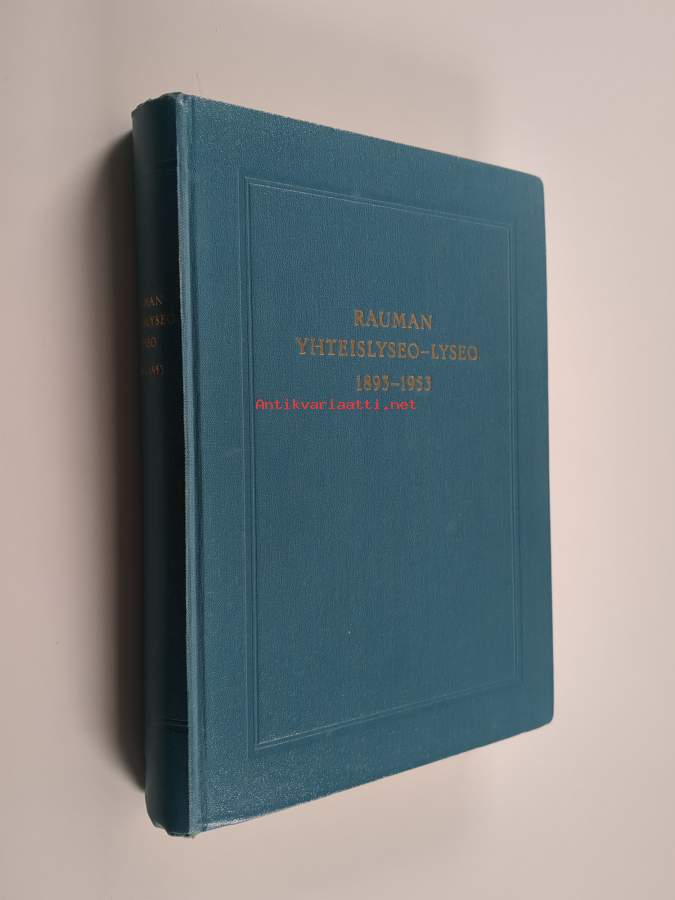 RAUMAN
YHTEISLYSEO-LYSEO
1893-1953
Antikvariaatti.net